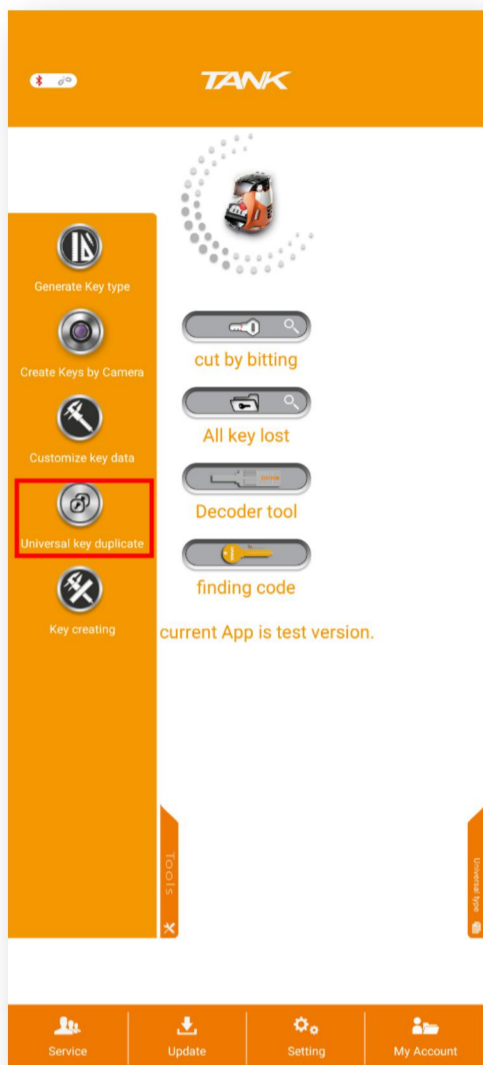 TANK
Generate Key type
Create Keys by Camera
Customize key data
Universal key duplicate
Key creating
cut by bitting
All key lost
Decoder tool
finding code
current App is test version.
Tools
Universal type
Service
Update
Setting
My Account